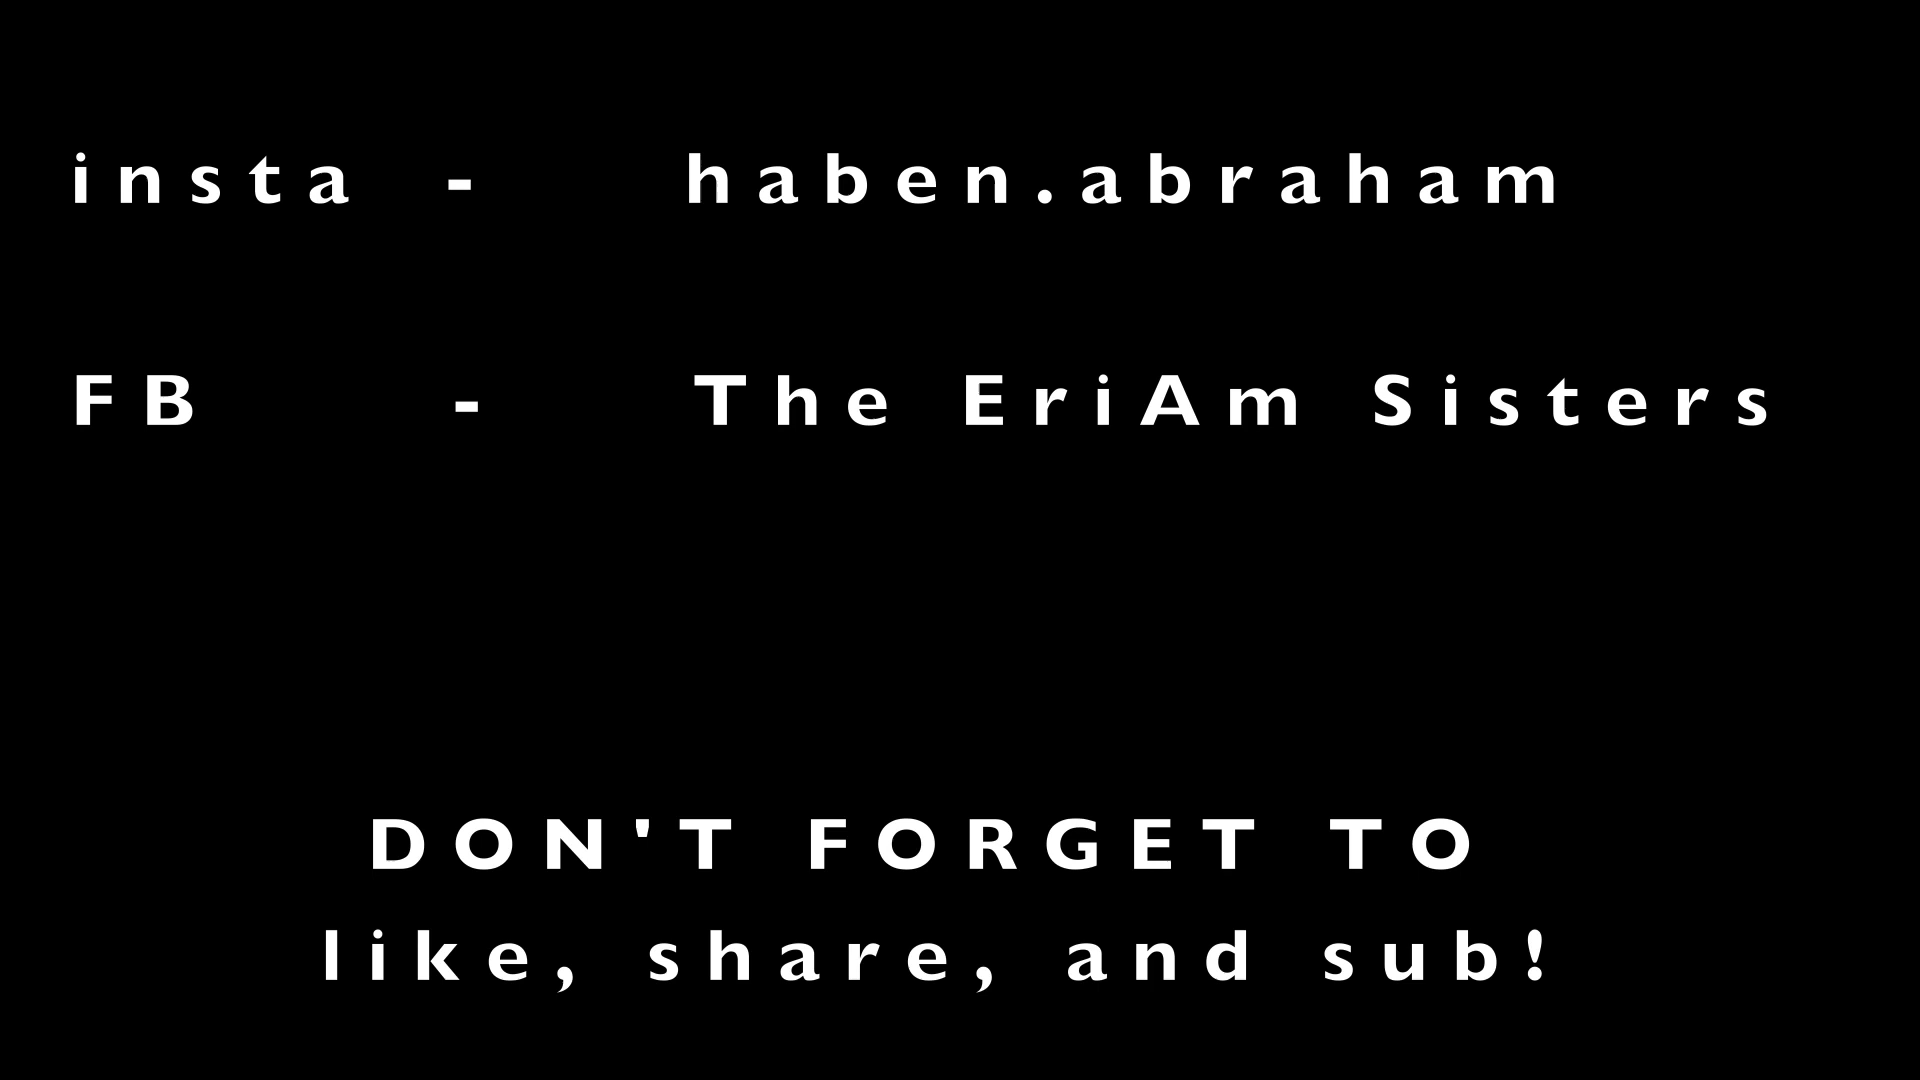 insta - haben.abraham
FB - The EriAm Sisters
DON'T FORGET TO
like, share, and sub!